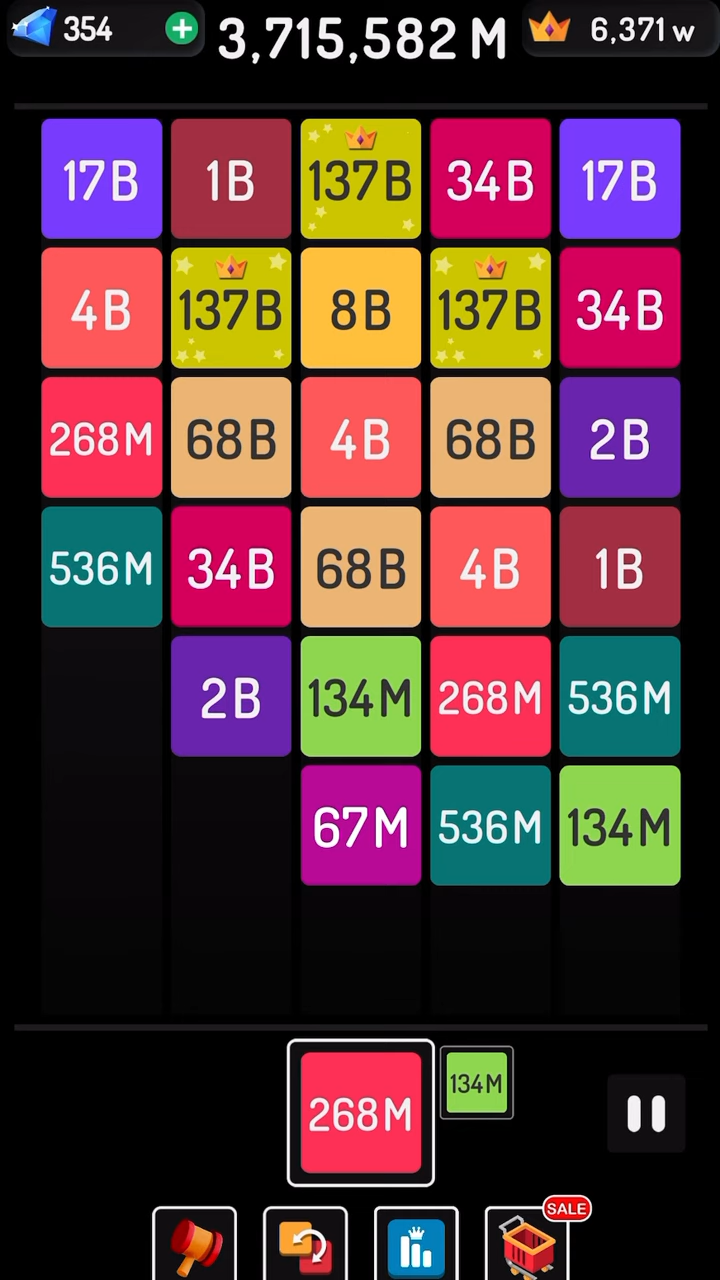 354 3,715,582 M 6,371 w
17B 1B 137B 34B 17B
4B 137B 8B 137B 34B
268M 68B 4B 68B 2B
536M 34B 68B 4B 1B
2B 134M 268M 536M
67M 536M 134M
268M 134M
SALE